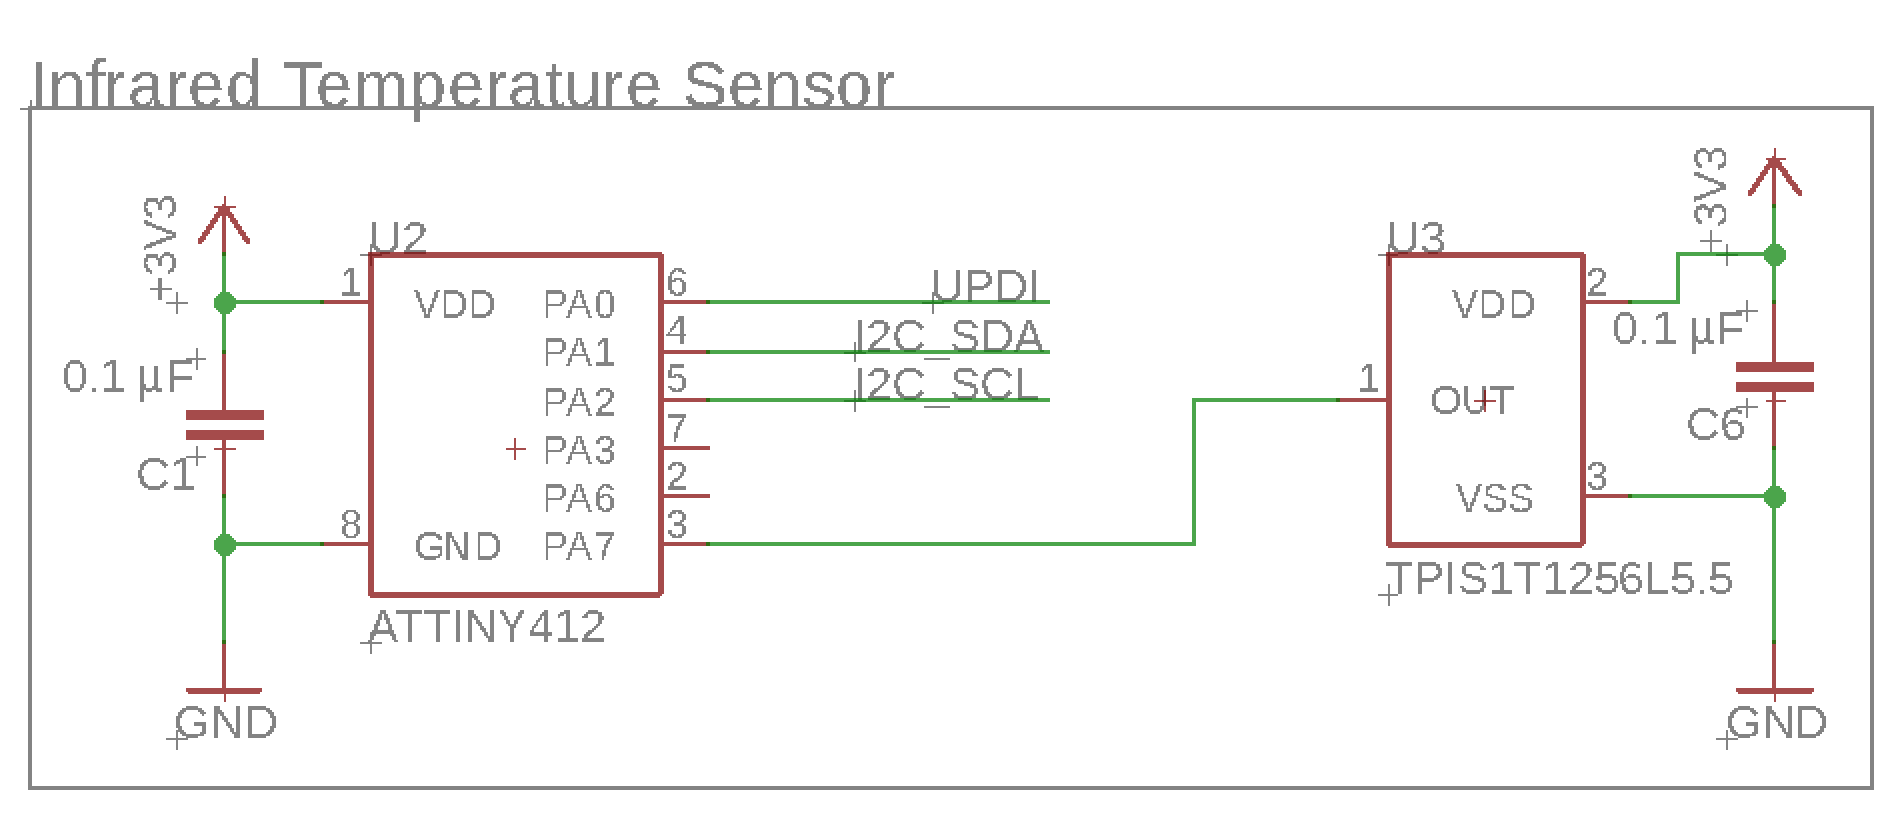 Infrared Temperature Sensor
+3V3
0.1 µF
C1
GND
U2
1
VDD
8
GND
PA0
6
UPDI
PA1
4
I2C_SDA
PA2
5
I2C_SCL
PA3
7
PA6
2
PA7
3
ATTINY412
U3
1
OUT
VDD
2
VSS
3
TPIS1T1256L5.5
+3V3
0.1 µF
C6
GND